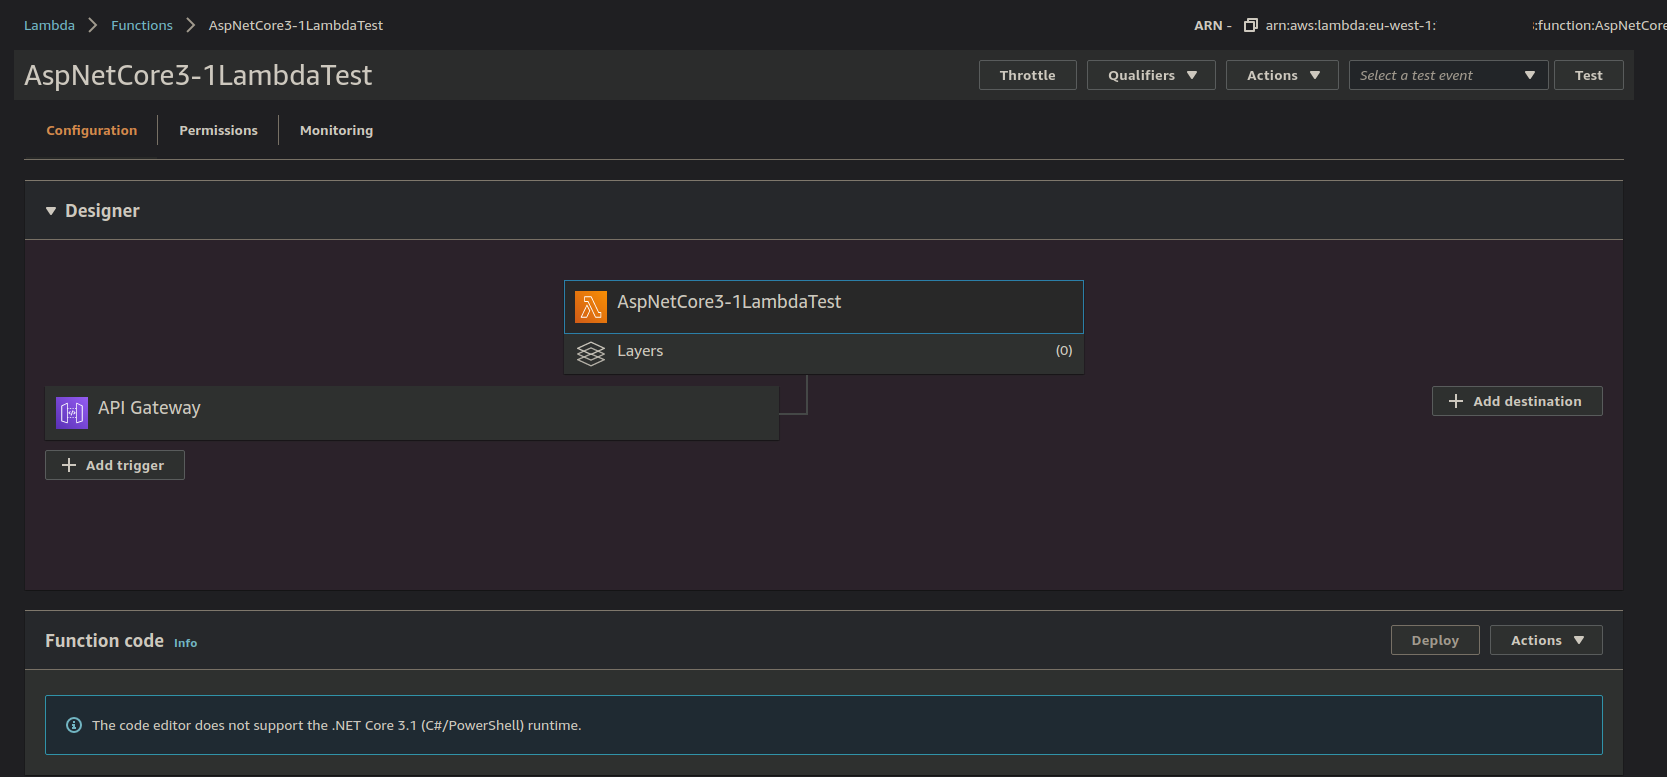 Lambda Functions AspNetCore3-1LambdaTest ARN - arn:aws:lambda:eu-west-1: :function:AspNetCore
AspNetCore3-1LambdaTest Throttle Qualifiers Actions Select a test event Test
Configuration Permissions Monitoring
Designer
AspNetCore3-1LambdaTest
Layers (0)
API Gateway
Add destination
Add trigger
Function code Info Deploy Actions
The code editor does not support the .NET Core 3.1 (C#/PowerShell) runtime.